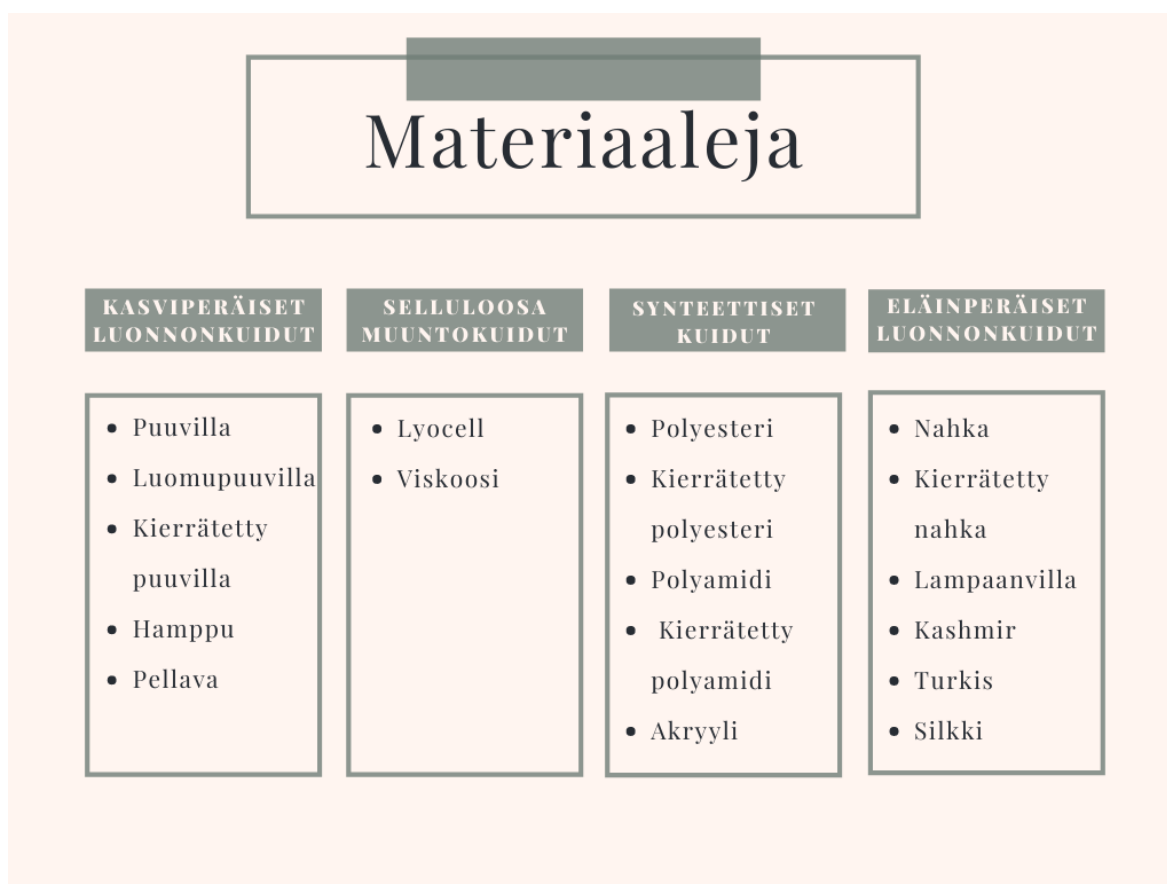 Materiaaleja
KASVIPERÄISET
LUONNONKUIDUT
• Puuvilla
• Luomupuuvilla
• Kierrätetty
puuvilla
• Hamppu
• Pellava
SELLULOOSA
MUUNTOKUIDUT
• Lyocell
• Viskoosi
SYNTEETTISET
KUIDUT
• Polyesteri
• Kierrätetty
polyesteri
• Polyamidi
• Kierrätetty
polyamidi
• Akryyli
ELÄINPERÄISET
LUONNONKUIDUT
• Nahka
• Kierrätetty
nahka
• Lampaanvilla
• Kashmir
• Turkis
• Silkki